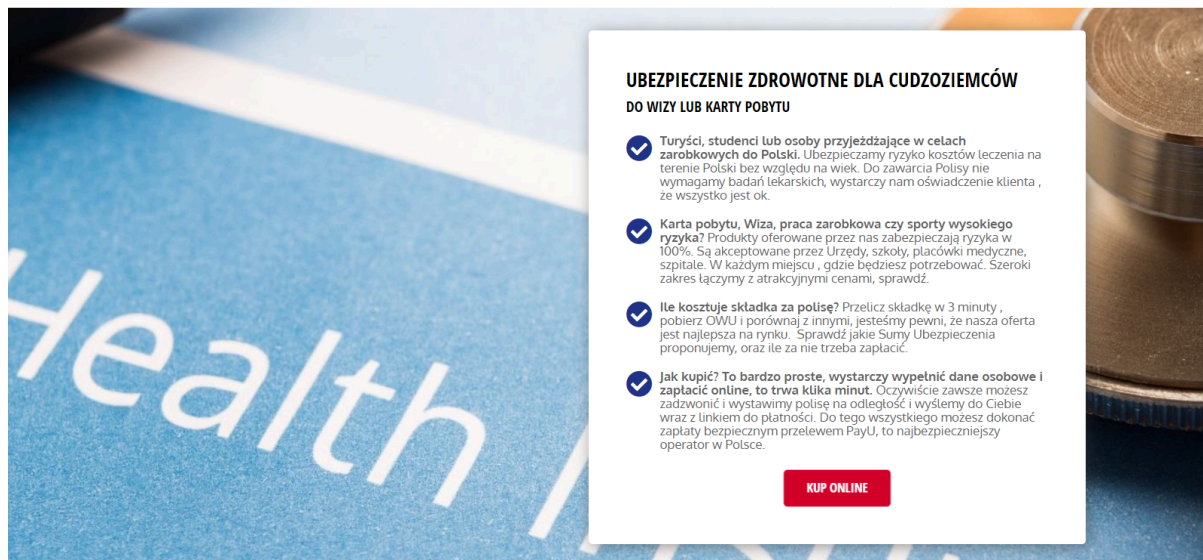 UBEZPIECZENIE ZDROWOTNE DLA CUDZOZIEMCÓW
DO WIZY LUB KARTY POBYTU
Turyści, studenci lub osoby przyjeżdżające w celach
zarobkowych do Polski. Ubezpieczamy ryzyko kosztów leczenia na
terenie Polski bez względu na wiek. Do zawarcia Polisy nie
wymagamy badań lekarskich, wystarczy nam oświadczenie klienta ,
że wszystko jest ok.
Karta pobytu, Wiza, praca zarobkowa czy sporty wysokiego
ryzyka? Produkty oferowane przez nas zabezpieczają ryzyka w
100%. Są akceptowane przez Urzędy, szkoły, placówki medyczne,
szpitale. W każdym miejscu , gdzie będziesz potrzebować. Szeroki
zakres łączymy z atrakcyjnymi cenami, sprawdź.
Ile kosztuje składka za polisę? Przelicz składkę w 3 minuty ,
pobierz OWU i porównaj z innymi, jesteśmy pewni, że nasza oferta
jest najlepsza na rynku. Sprawdź jakie Sumy Ubezpieczenia
proponujemy, oraz ile za nie trzeba zapłacić.
Jak kupić? To bardzo proste, wystarczy wypełnić dane osobowe i
zapłacić online, to trwa klika minut. Oczywiście zawsze możesz
zadzwonić i wystawimy polisę na odległość i wyślemy do Ciebie
wraz z linkiem do płatności. Do tego wszystkiego możesz dokonać
zapłaty bezpiecznym przelewem PayU, to najbezpieczniejszy
operator w Polsce.
KUP ONLINE
Health